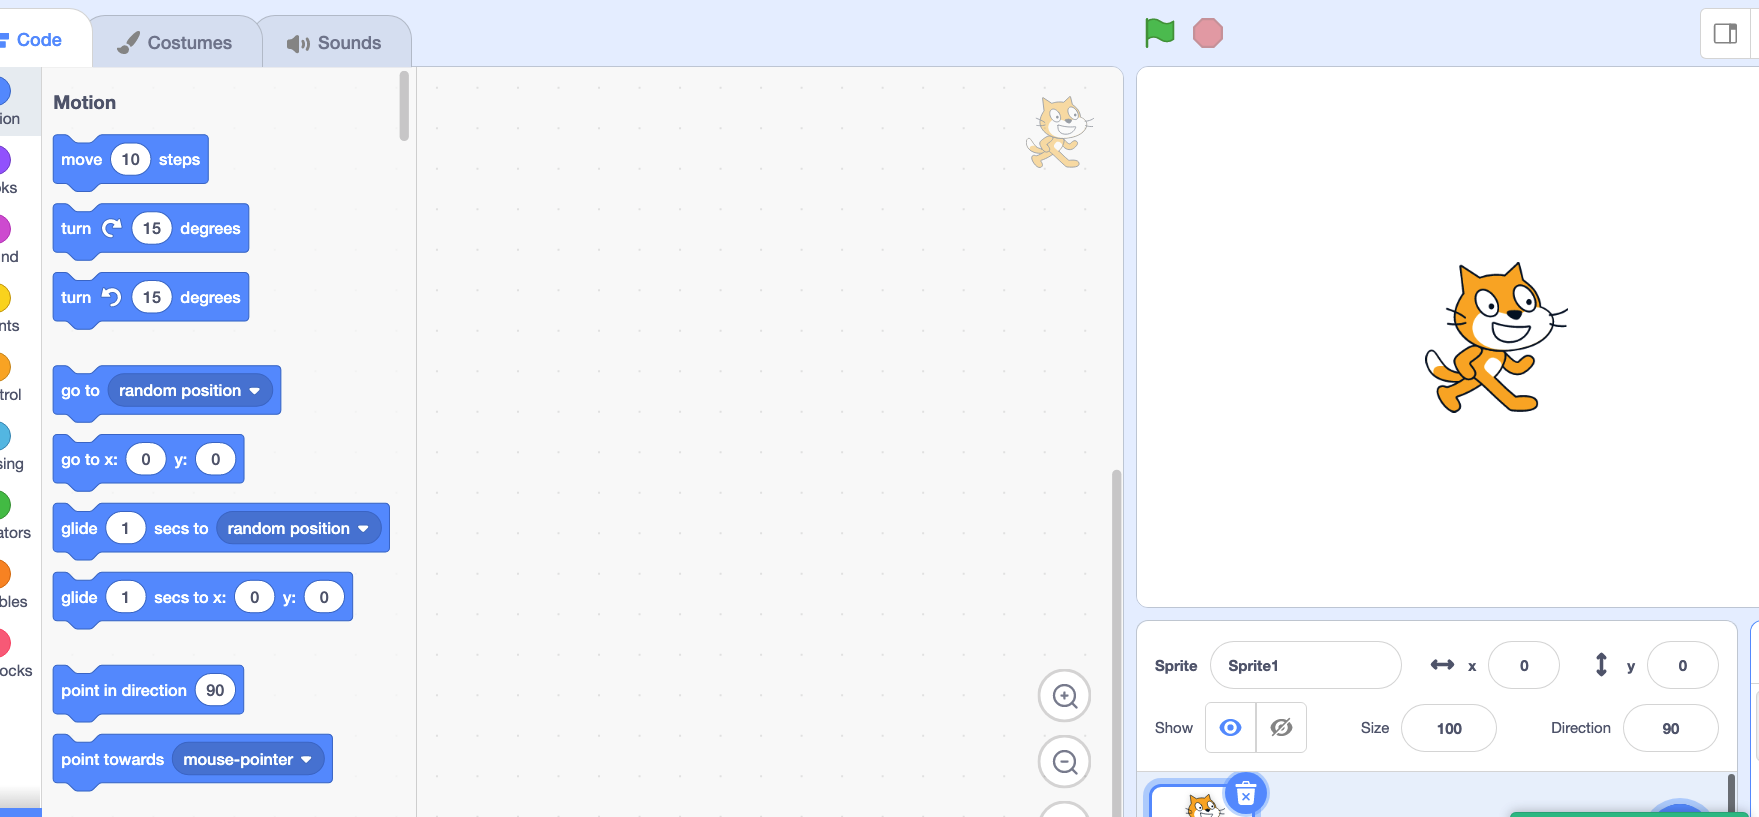 Code
Costumes
Sounds
ion
ks
nd
nts
trol
sing
ators
bles
ocks
Motion
move 10 steps
turn 15 degrees
turn 15 degrees
go to random position
go to x: 0 y: 0
glide 1 secs to random position
glide 1 secs to x: 0 y: 0
point in direction 90
point towards mouse-pointer
Sprite Sprite1 x 0 y 0
Show Size 100 Direction 90